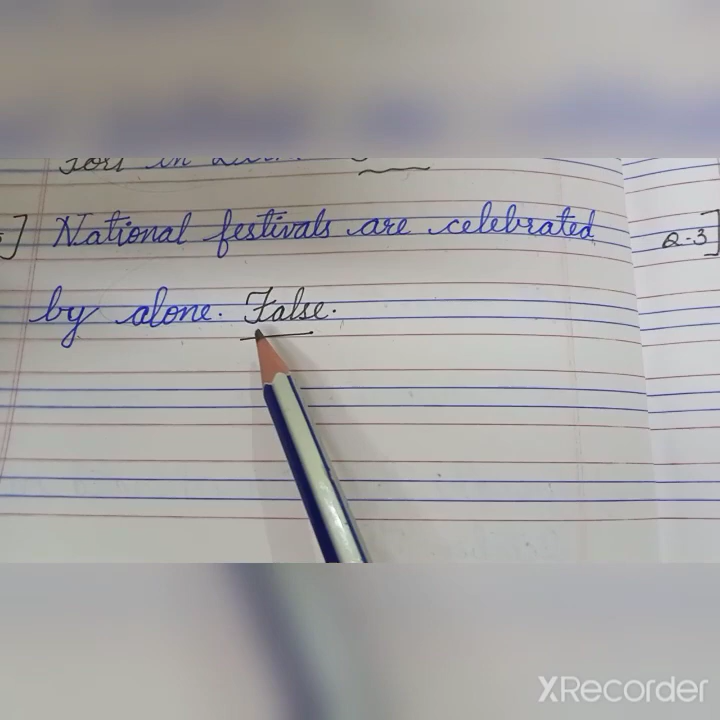 National festivals are celebrated
by alone. False.
Q-3]
XRecorder